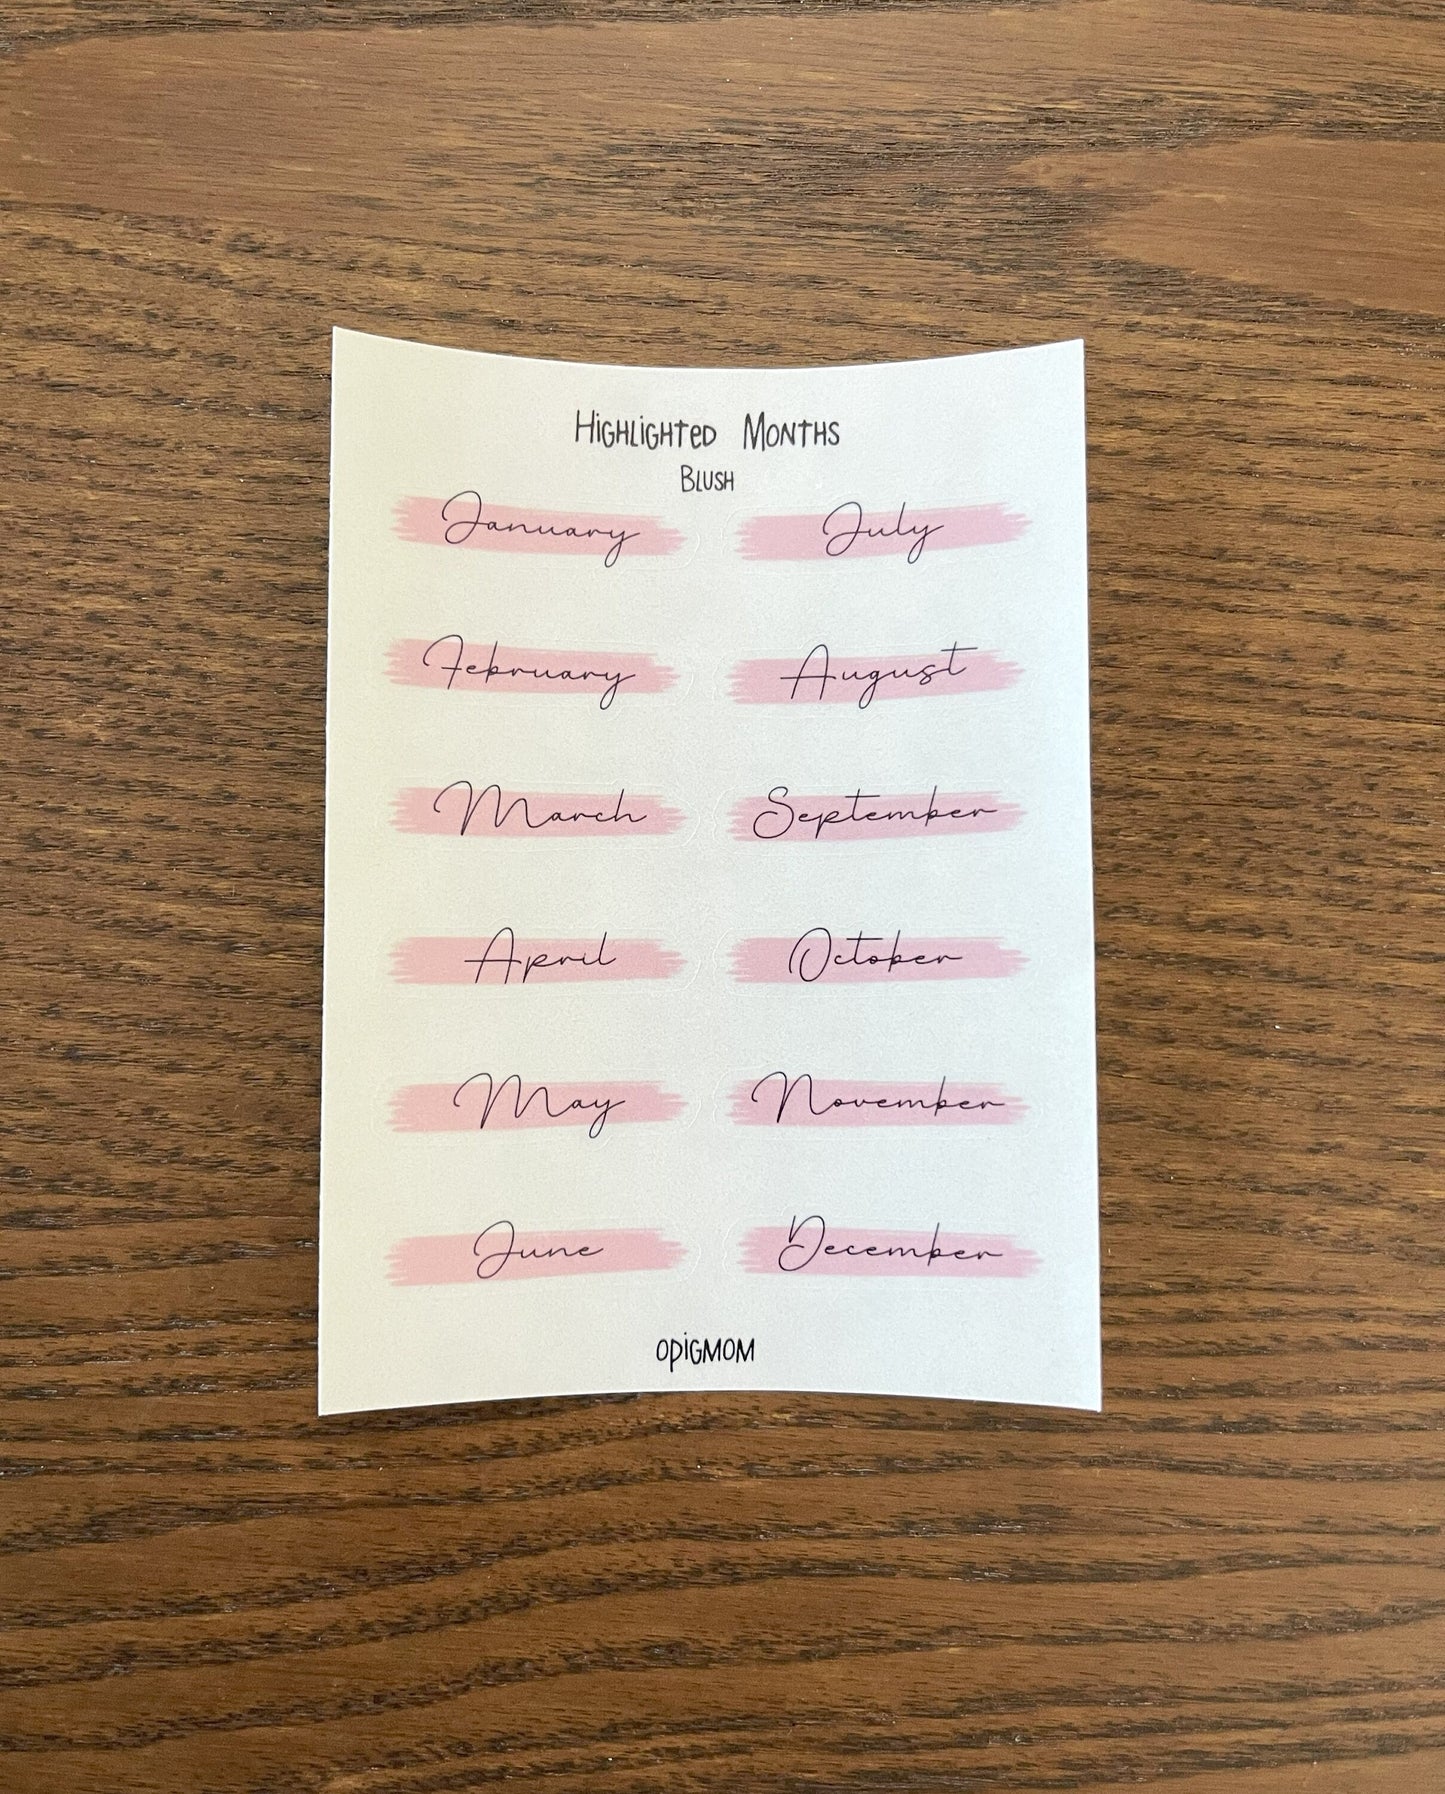 Highlighted Months
Blush
January
February
March
April
May
June
July
August
September
October
November
December
OPiGMOM